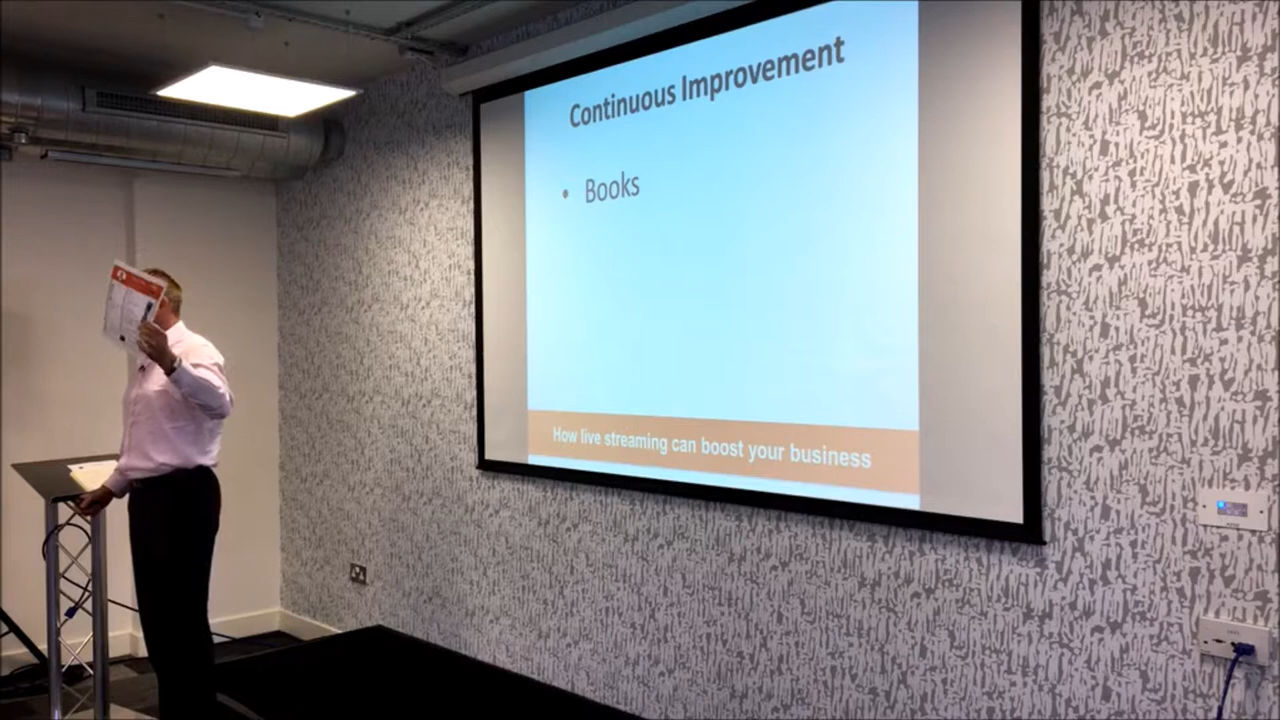 Continuous Improvement
• Books
How live streaming can boost your business